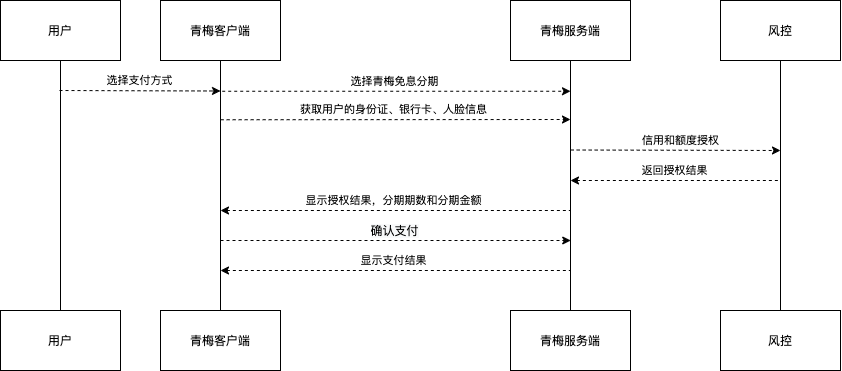 用户
青梅客户端
青梅服务端
风控
选择支付方式
选择青梅免息分期
获取用户的身份证、银行卡、人脸信息
信用和额度授权
返回授权结果
显示授权结果，分期期数和分期金额
确认支付
显示支付结果
用户
青梅客户端
青梅服务端
风控